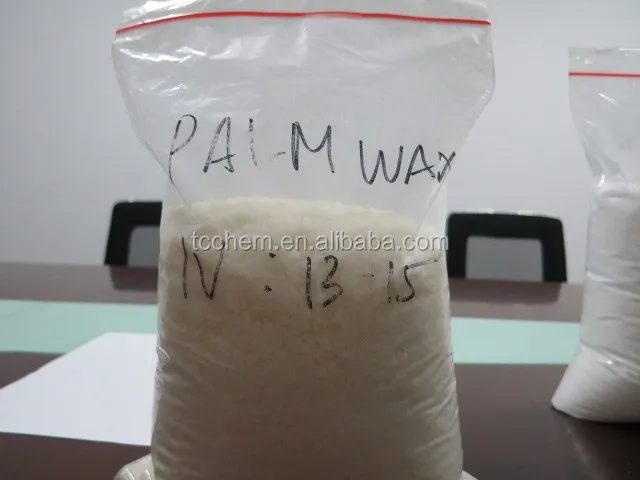 PALM WAX
tcchem.en.alibaba.com
IV : 13-15